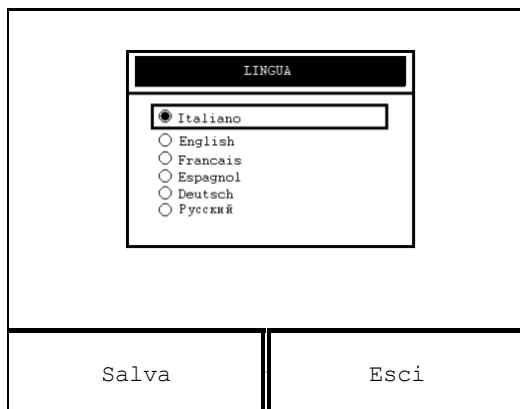 LINGUA
Italiano
English
Francais
Espagnol
Deutsch
Русский
Salva
Esci